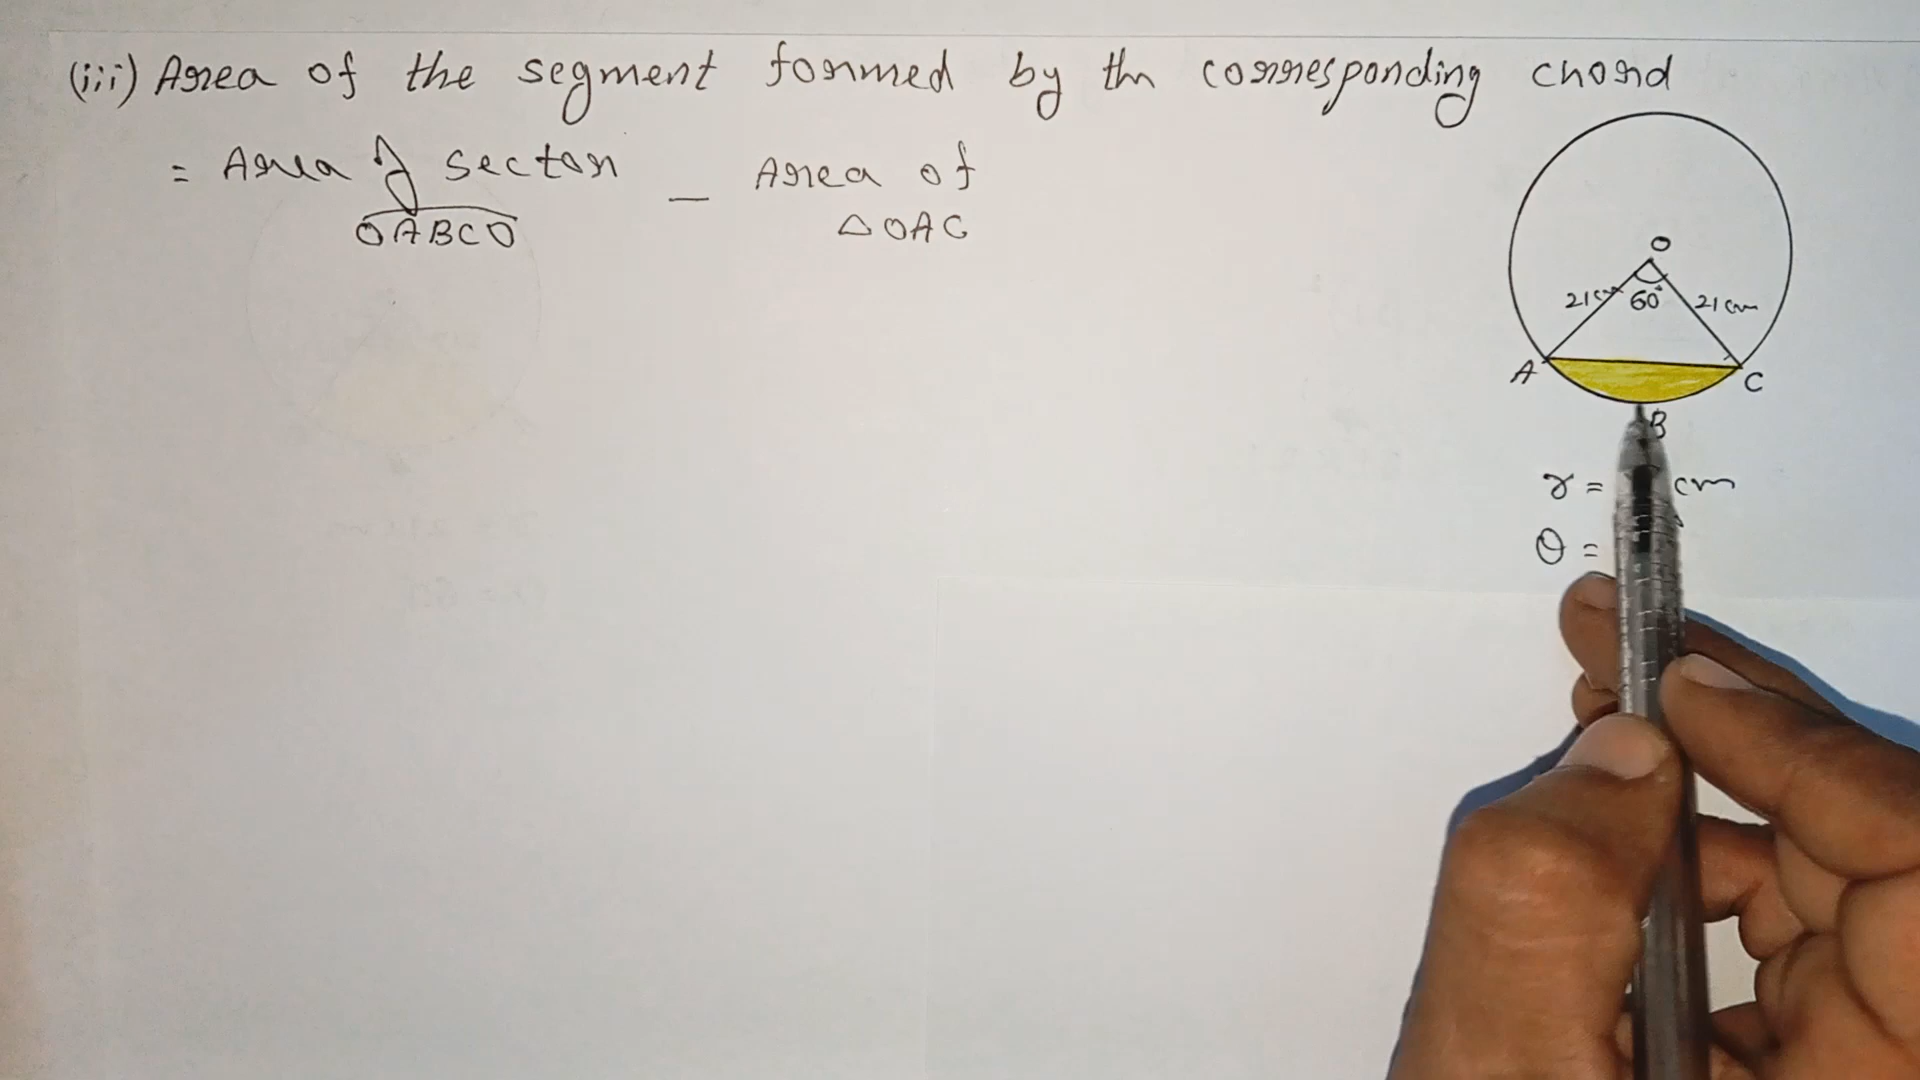 (iii) Area of the segment formed by th corresponding chord
= Area of sector - Area of
OABCO △OAC
O
21cm 60° 21cm
A C
B
r = cm
θ =